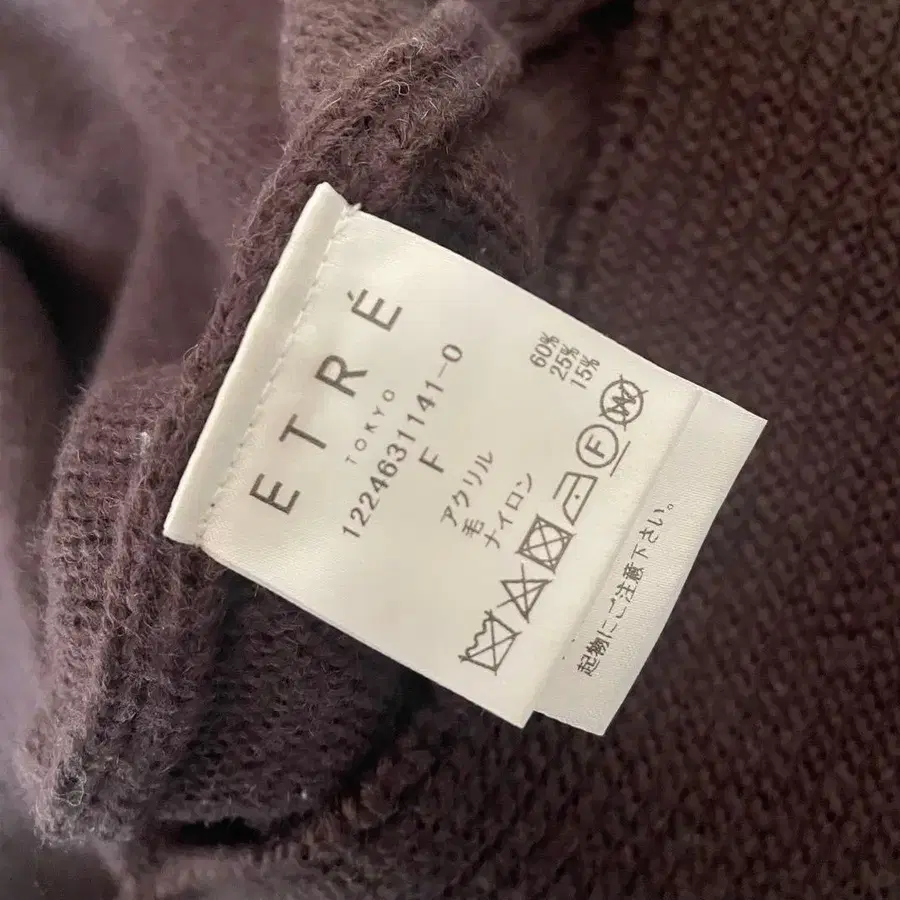 ETRÉ
TOKYO
1224631141-0
F
アクリル 60%
毛 25%
ナイロン 15%
F W
起物にご注意下さい。